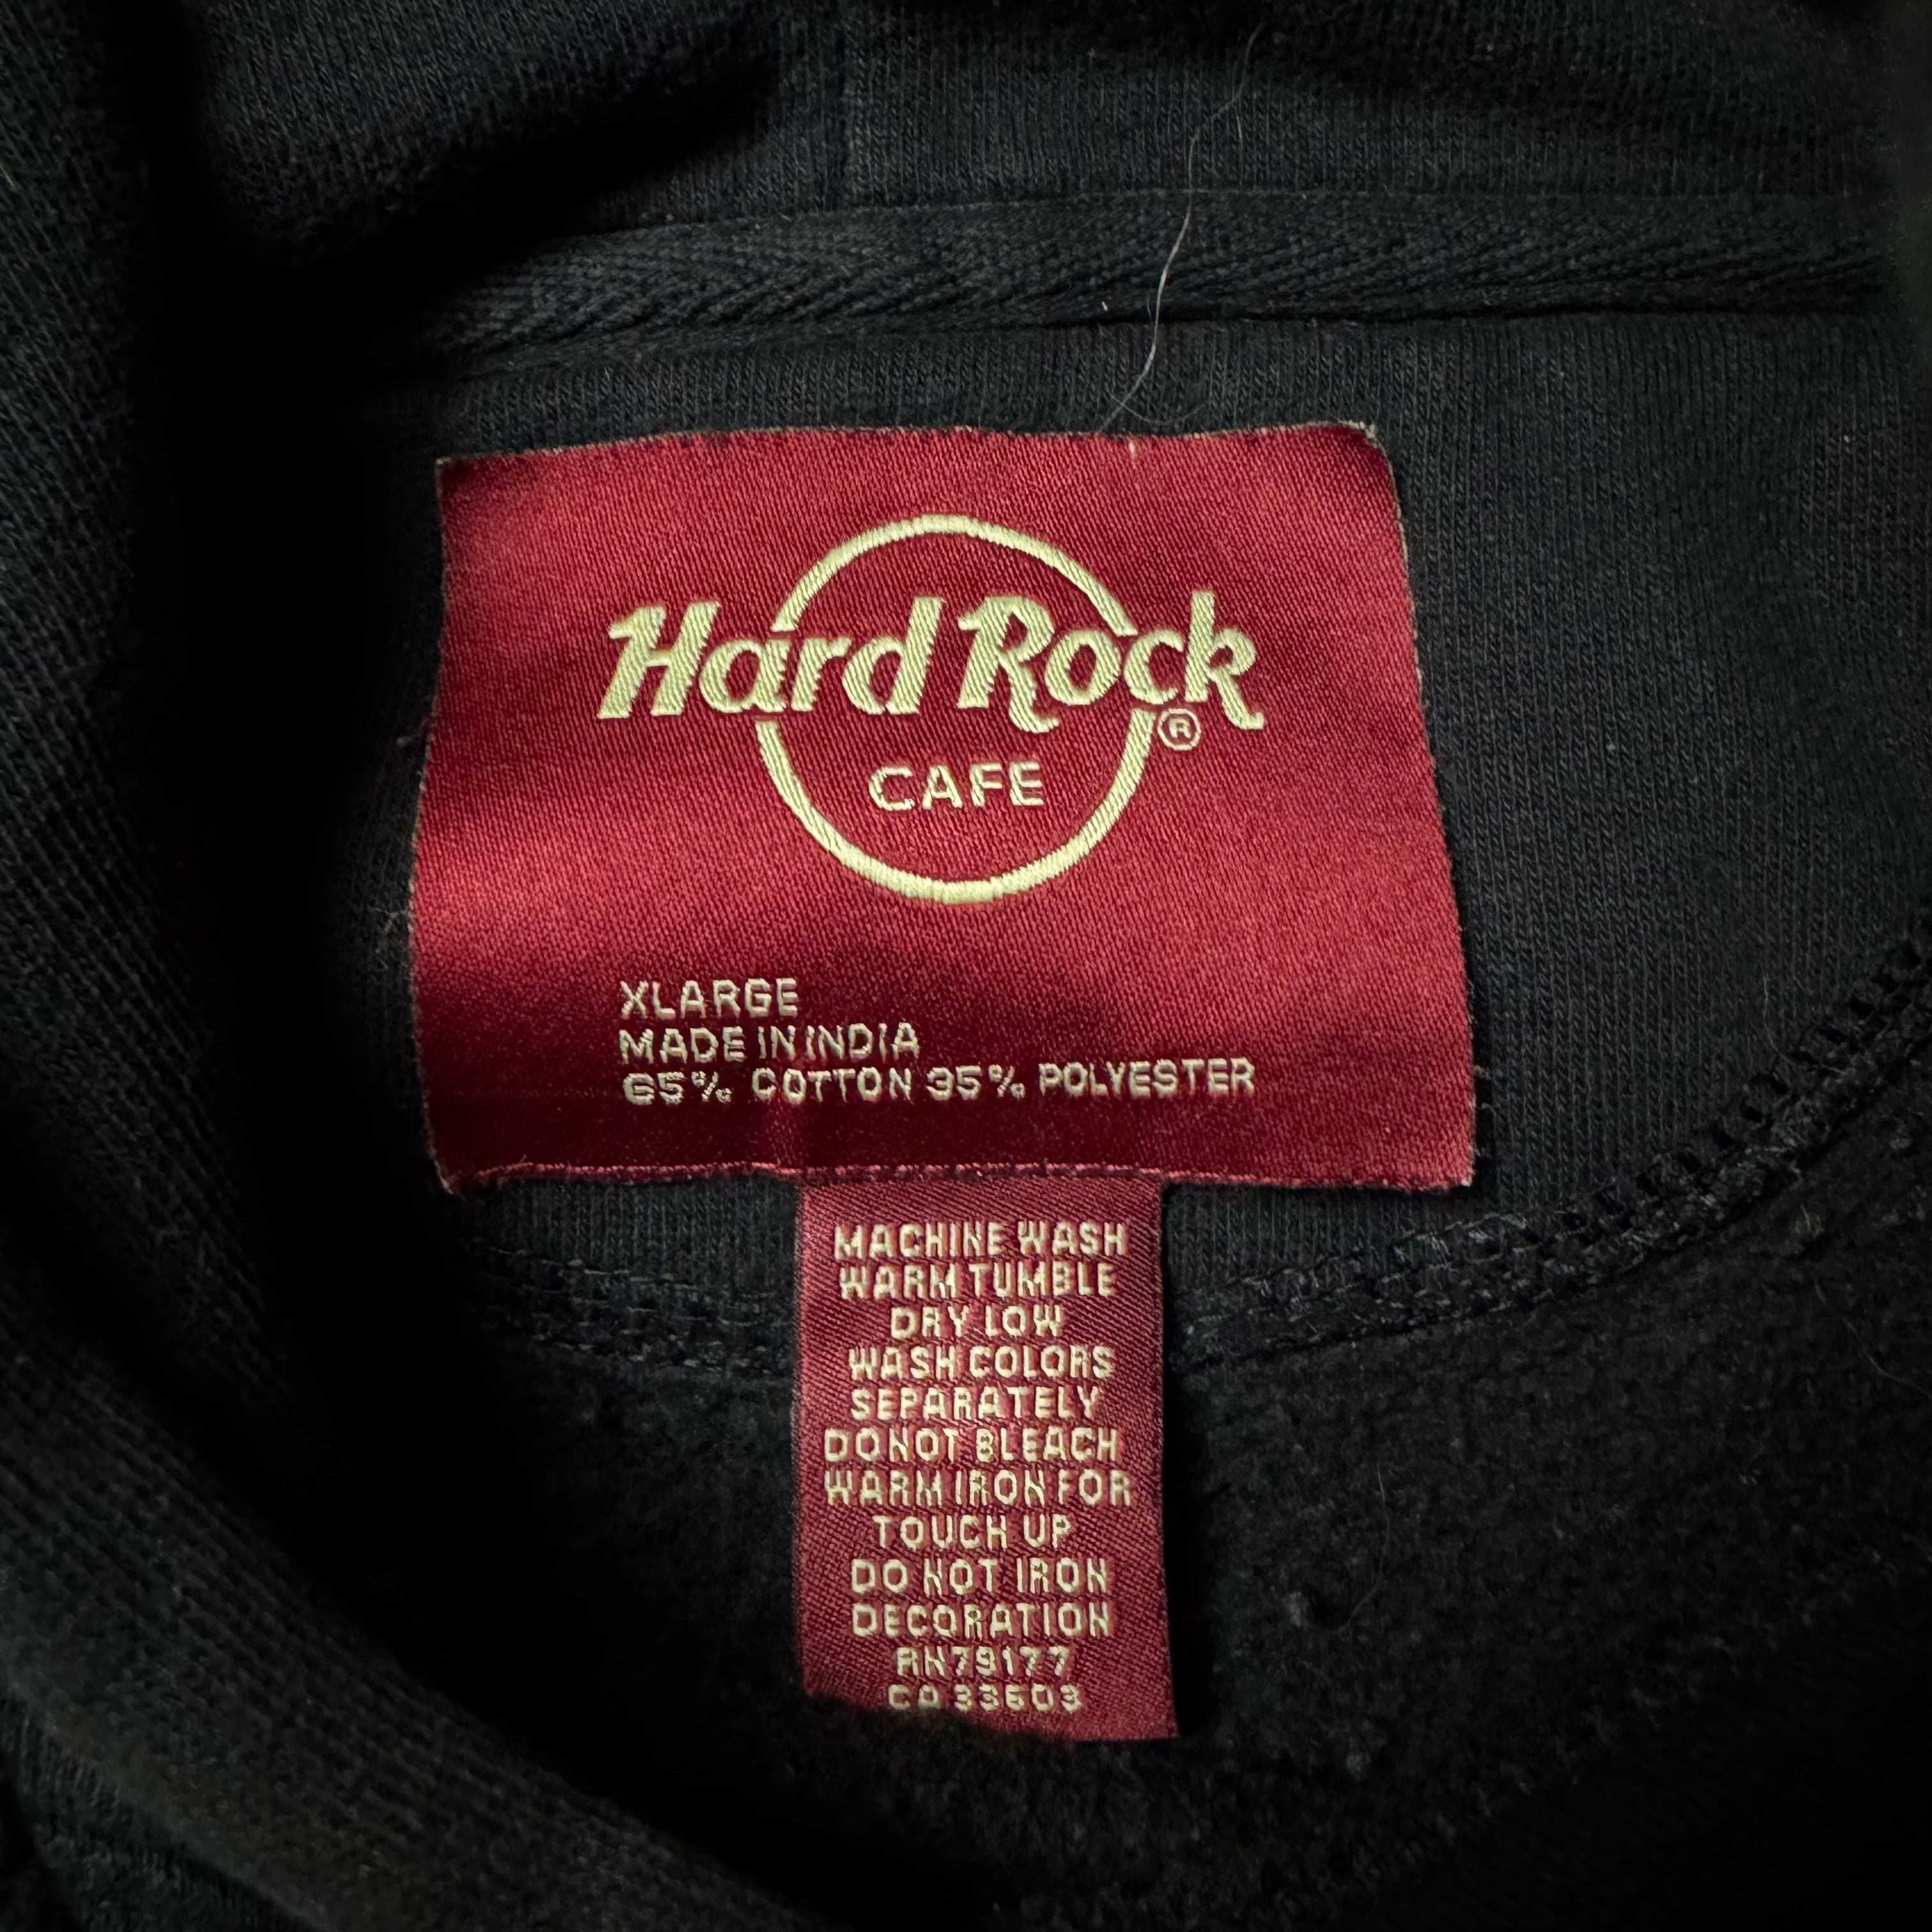 Hard Rock ®
CAFE
XLARGE
MADE IN INDIA
65% COTTON 35% POLYESTER
MACHINE WASH
WARM TUMBLE
DRY LOW
WASH COLORS
SEPARATELY
DO NOT BLEACH
WARM IRON FOR
TOUCH UP
DO NOT IRON
DECORATION
RN79177
CA 33603